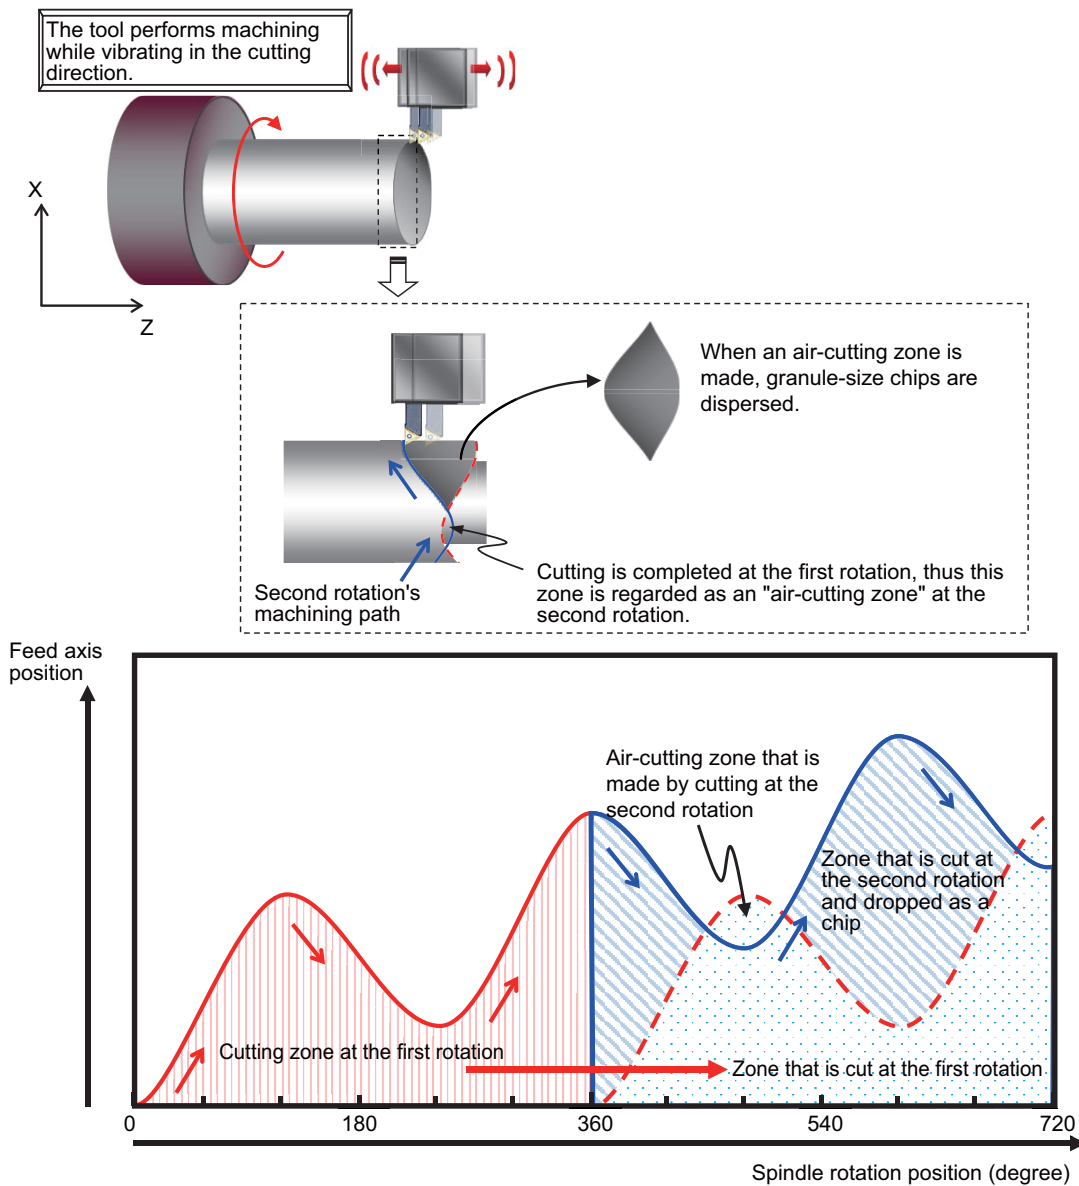 The tool performs machining
while vibrating in the cutting
direction.
X
Z
When an air-cutting zone is
made, granule-size chips are
dispersed.
Second rotation's
machining path
Cutting is completed at the first rotation, thus this
zone is regarded as an "air-cutting zone" at the
second rotation.
Feed axis
position
Air-cutting zone that is
made by cutting at the
second rotation
Zone that is cut at
the second rotation
and dropped as a
chip
Cutting zone at the first rotation
Zone that is cut at the first rotation
0 180 360 540 720
Spindle rotation position (degree)